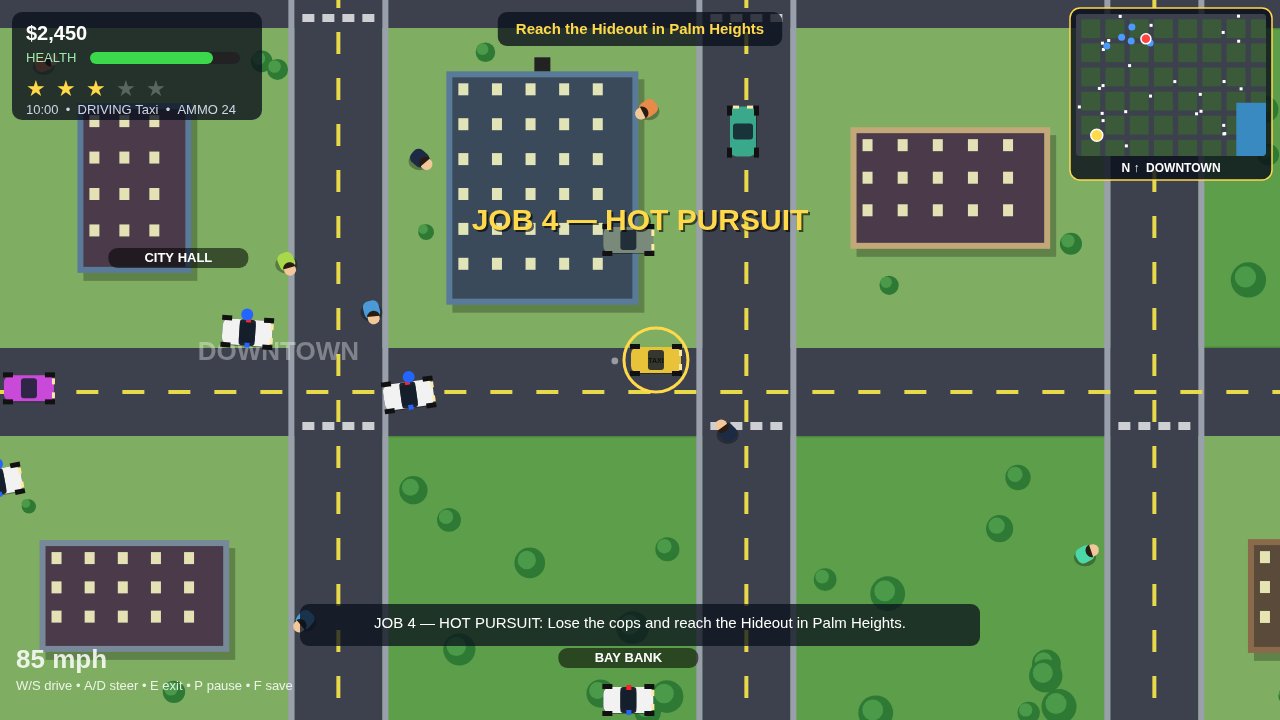 $2,450
HEALTH
★ ★ ★ ★ ★
10:00 • DRIVING Taxi • AMMO 24
Reach the Hideout in Palm Heights
N ↑ DOWNTOWN
JOB 4 — HOT PURSUIT
CITY HALL
DOWNTOWN
TAXI
JOB 4 — HOT PURSUIT: Lose the cops and reach the Hideout in Palm Heights.
BAY BANK
85 mph
W/S drive • A/D steer • E exit • P pause • F save